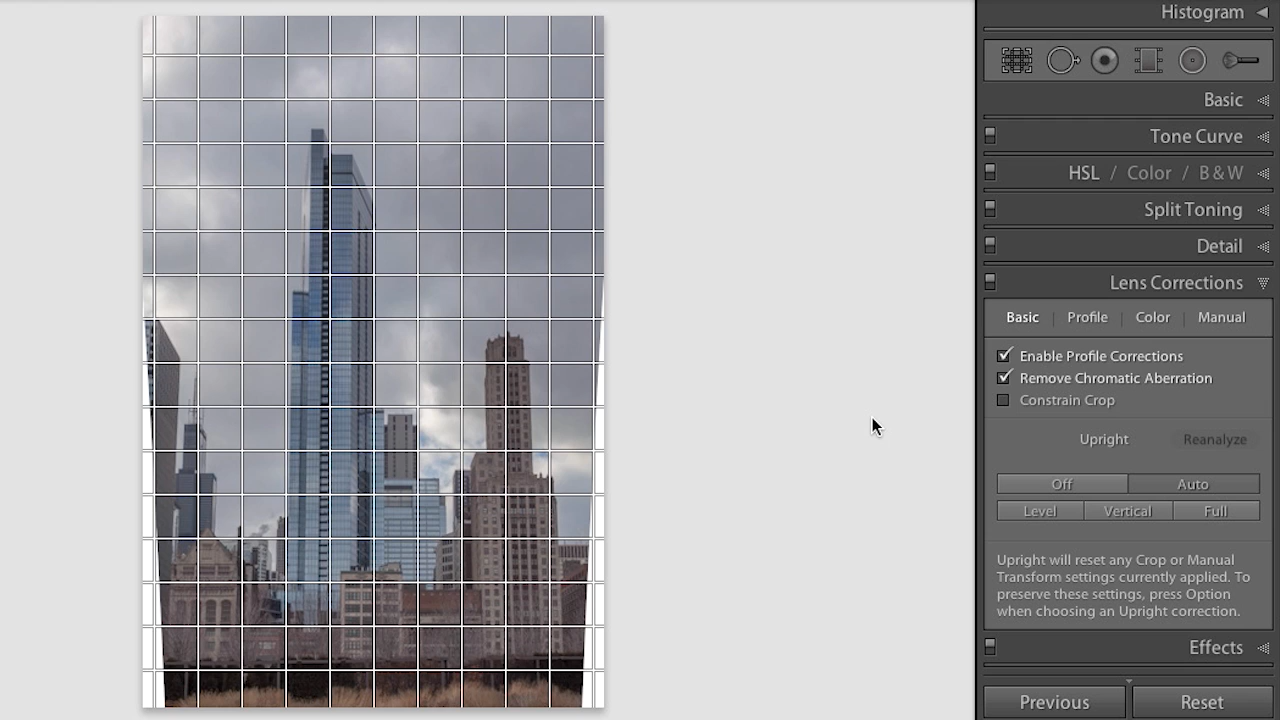 Histogram
Basic
Tone Curve
HSL / Color / B & W
Split Toning
Detail
Lens Corrections
Basic Profile Color Manual
Enable Profile Corrections
Remove Chromatic Aberration
Constrain Crop
Upright Reanalyze
Off Auto
Level Vertical Full
Upright will reset any Crop or Manual
Transform settings currently applied. To
preserve these settings, press Option
when choosing an Upright correction.
Effects
Previous Reset